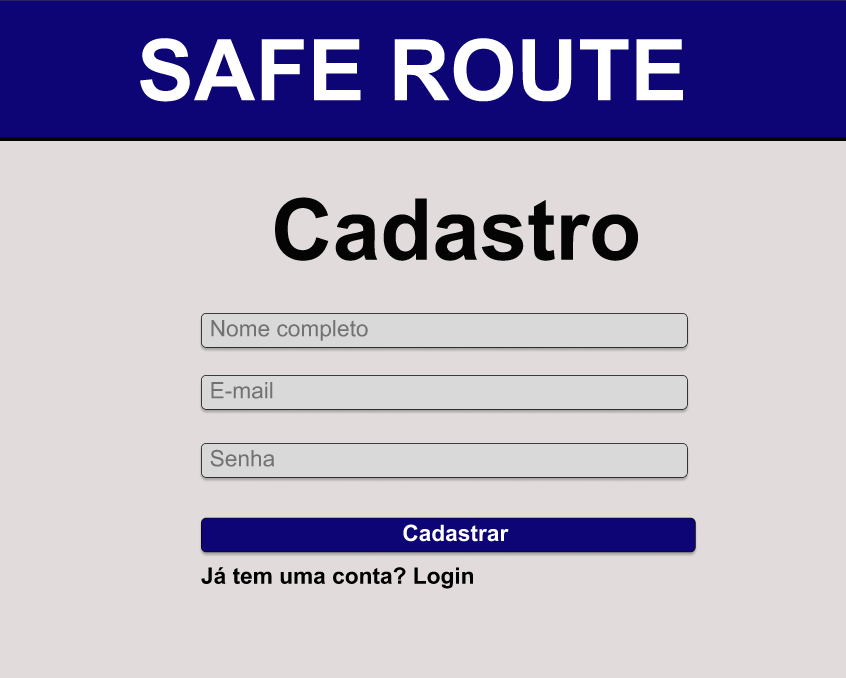 SAFE ROUTE
Cadastro
Nome completo
E-mail
Senha
Cadastrar
Já tem uma conta? Login